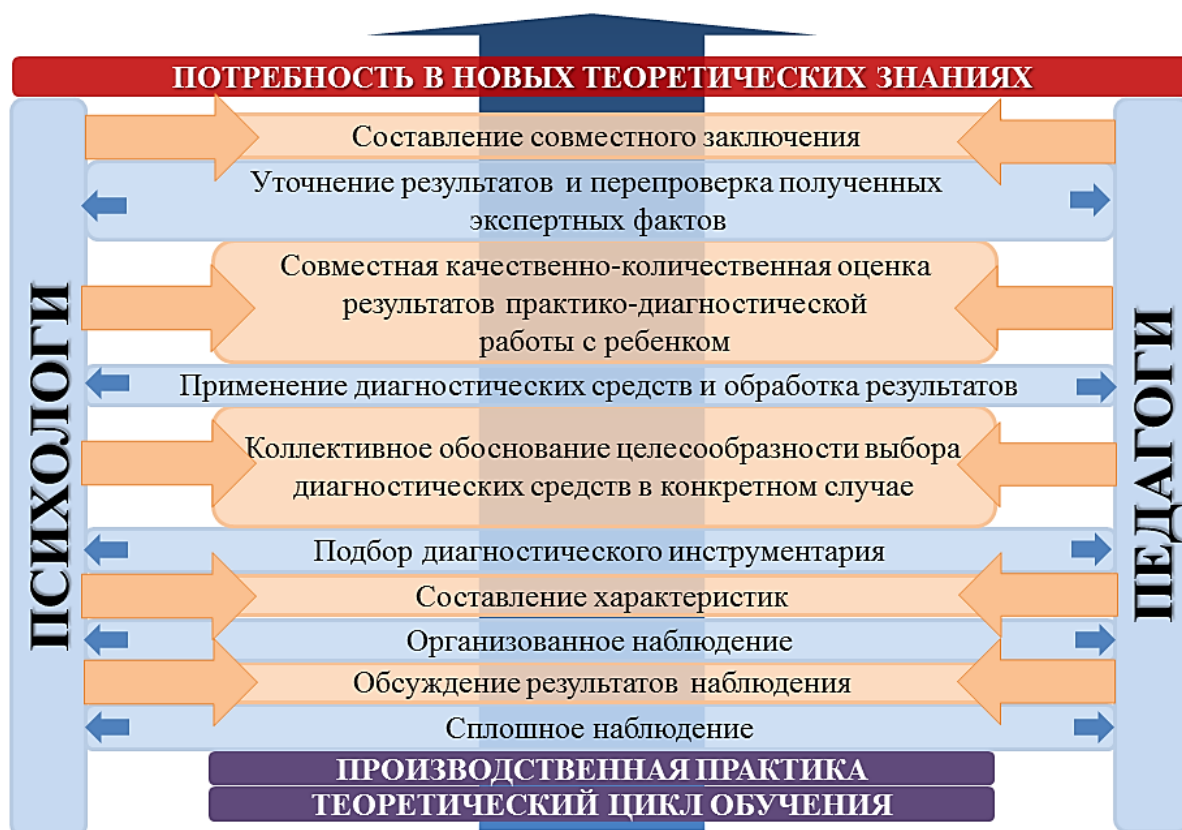 ПОТРЕБНОСТЬ В НОВЫХ ТЕОРЕТИЧЕСКИХ ЗНАНИЯХ
ПСИХОЛОГИ
Составление совместного заключения
Уточнение результатов и перепроверка полученных
экспертных фактов
Совместная качественно-количественная оценка
результатов практико-диагностической
работы с ребенком
Применение диагностических средств и обработка результатов
Коллективное обоснование целесообразности выбора
диагностических средств в конкретном случае
Подбор диагностического инструментария
Составление характеристик
Организованное наблюдение
Обсуждение результатов наблюдения
Сплошное наблюдение
ПЕДАГОГИ
ПРОИЗВОДСТВЕННАЯ ПРАКТИКА
ТЕОРЕТИЧЕСКИЙ ЦИКЛ ОБУЧЕНИЯ